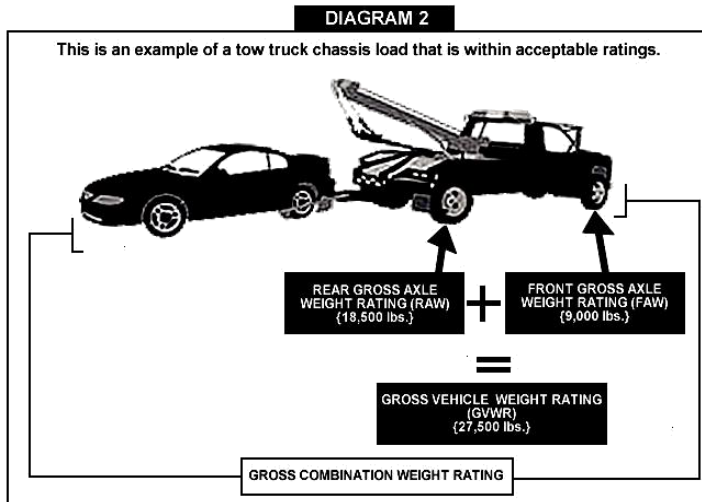 DIAGRAM 2
This is an example of a tow truck chassis load that is within acceptable ratings.
REAR GROSS AXLE
WEIGHT RATING (RAW)
{18,500 lbs.}
+
FRONT GROSS AXLE
WEIGHT RATING (FAW)
{9,000 lbs.}
=
GROSS VEHICLE WEIGHT RATING
(GVWR)
{27,500 lbs.}
GROSS COMBINATION WEIGHT RATING